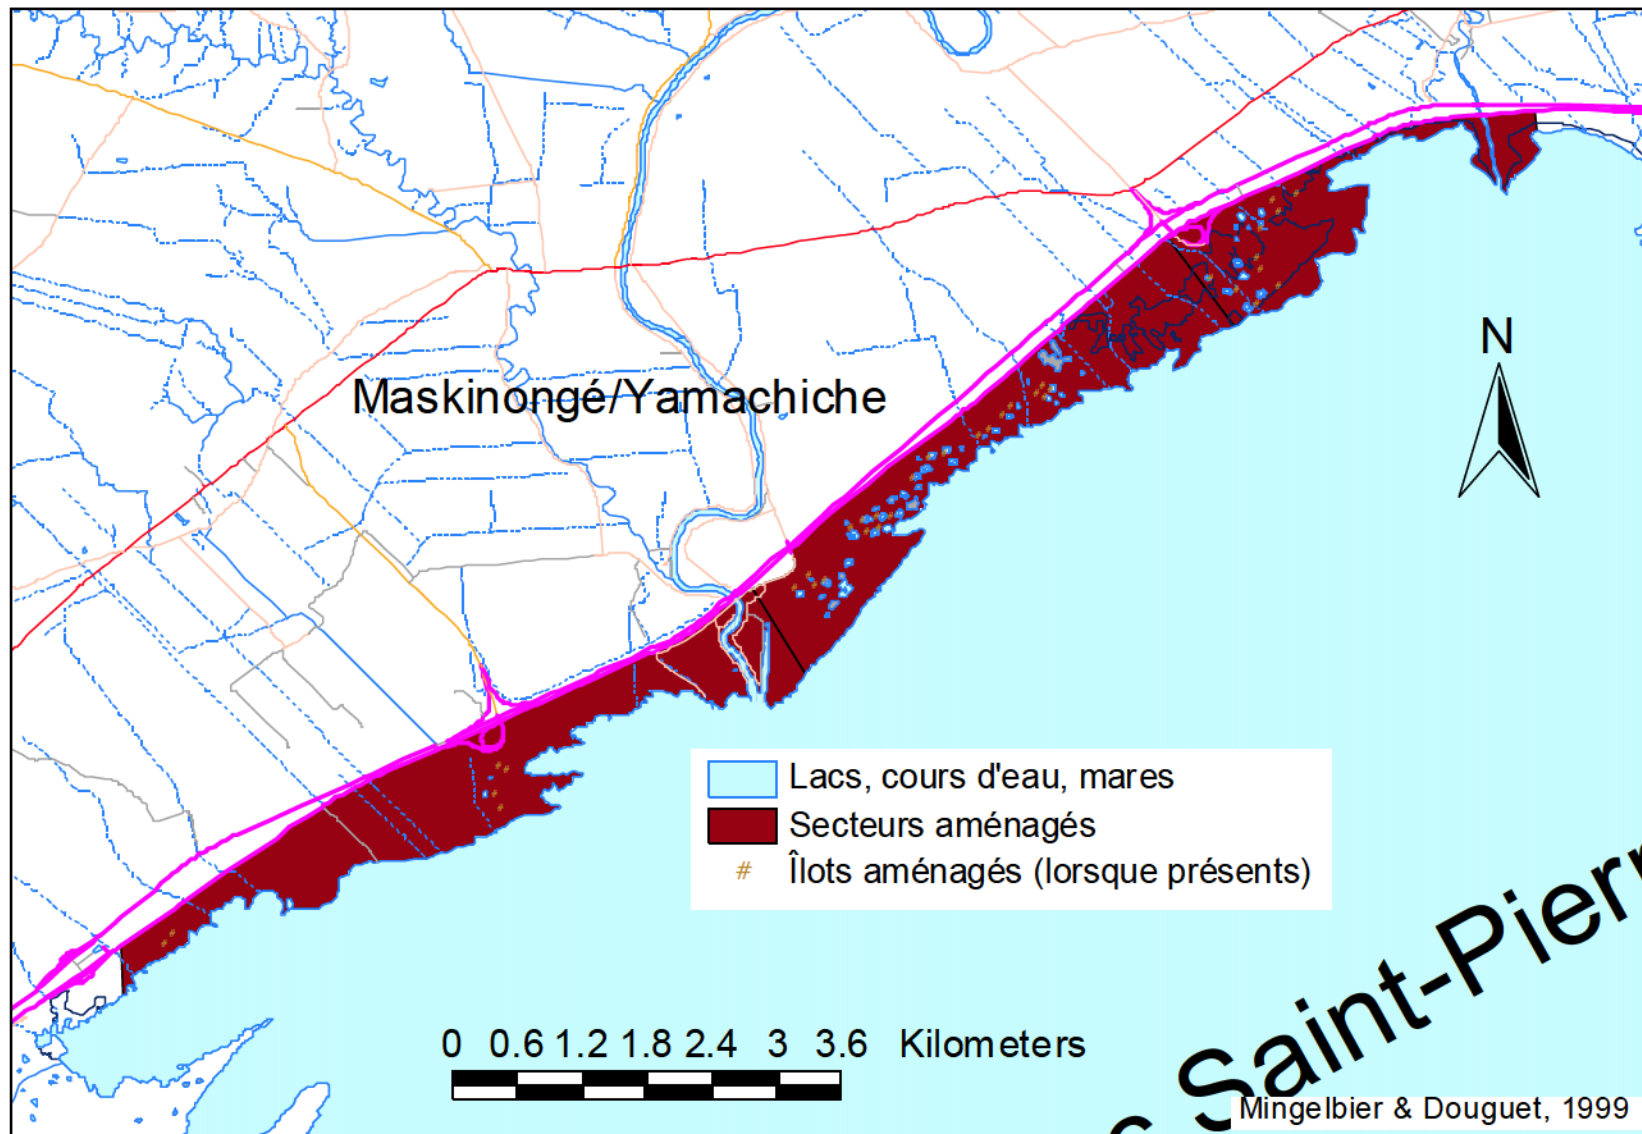 Maskinongé/Yamachiche
N
Lacs, cours d'eau, mares
Secteurs aménagés
# Îlots aménagés (lorsque présents)
0 0.6 1.2 1.8 2.4 3 3.6 Kilometers
Saint-Pierr
Mingelbier & Douguet, 1999